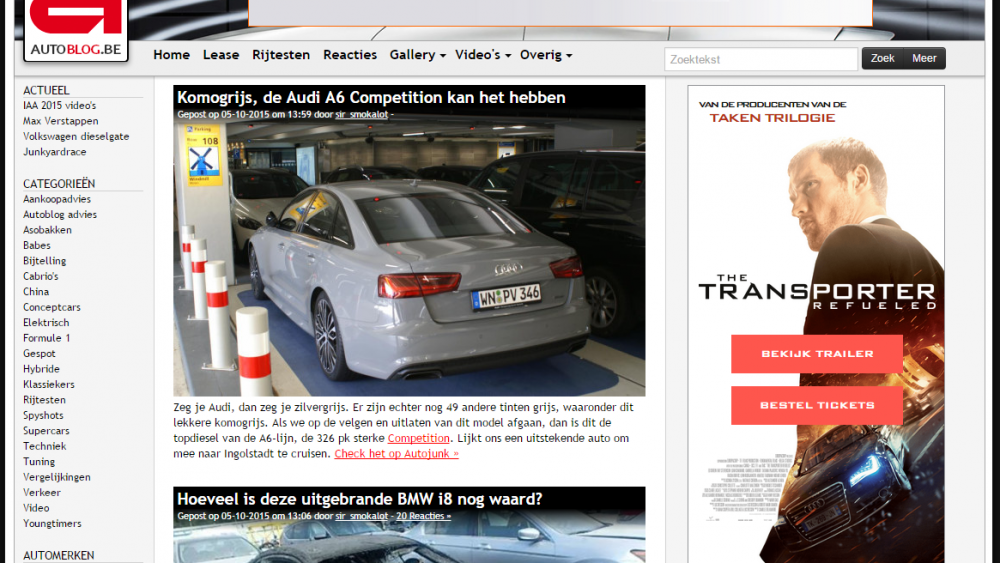 AUTOBLOG.BE
Home Lease Rijtesten Reacties Gallery Video's Overig
Zoektekst
Zoek Meer
ACTUEEL
IAA 2015 video's
Max Verstappen
Volkswagen dieselgate
Junkyardrace
CATEGORIEËN
Aankoopadvies
Autoblog advies
Asobakken
Babes
Bijtelling
Cabrio's
China
Conceptcars
Elektrisch
Formule 1
Gespot
Hybride
Klassiekers
Rijtesten
Spyshots
Supercars
Techniek
Tuning
Vergelijkingen
Verkeer
Video
Youngtimers
AUTOMERKEN
Komogrijs, de Audi A6 Competition kan het hebben
Gepost op 05-10-2015 om 13:59 door sir_smokalot -
Parking
108
WN PV 346
Zeg je Audi, dan zeg je zilvergrijs. Er zijn echter nog 49 andere tinten grijs, waaronder dit
lekkere komogrijs. Als we op de velgen en uitlaten van dit model afgaan, dan is dit de
topdiesel van de A6-lijn, de 326 pk sterke Competition. Lijkt ons een uitstekende auto om
mee naar Ingolstadt te cruisen. Check het op Autojunk »
Hoeveel is deze uitgebrande BMW i8 nog waard?
Gepost op 05-10-2015 om 13:06 door sir_smokalot - 20 Reacties »
VAN DE PRODUCENTEN VAN DE
TAKEN TRILOGIE
THE
TRANSPORTER
REFUELED
BEKIJK TRAILER
BESTEL TICKETS